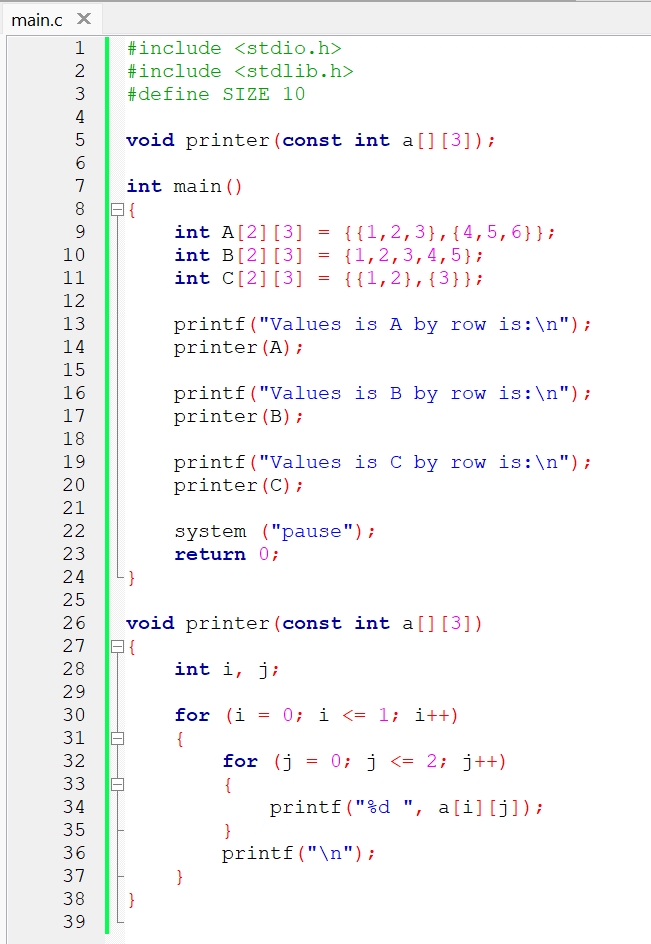 main.c ×
1 #include <stdio.h>
2 #include <stdlib.h>
3 #define SIZE 10
4
5 void printer(const int a[][3]);
6
7 int main()
8 {
9     int A[2][3] = {{1,2,3},{4,5,6}};
10     int B[2][3] = {1,2,3,4,5};
11     int C[2][3] = {{1,2},{3}};
12
13     printf("Values is A by row is:\n");
14     printer(A);
15
16     printf("Values is B by row is:\n");
17     printer(B);
18
19     printf("Values is C by row is:\n");
20     printer(C);
21
22     system ("pause");
23     return 0;
24 }
25
26 void printer(const int a[][3])
27 {
28     int i, j;
29
30     for (i = 0; i <= 1; i++)
31     {
32         for (j = 0; j <= 2; j++)
33         {
34             printf("%d ", a[i][j]);
35         }
36         printf("\n");
37     }
38 }
39